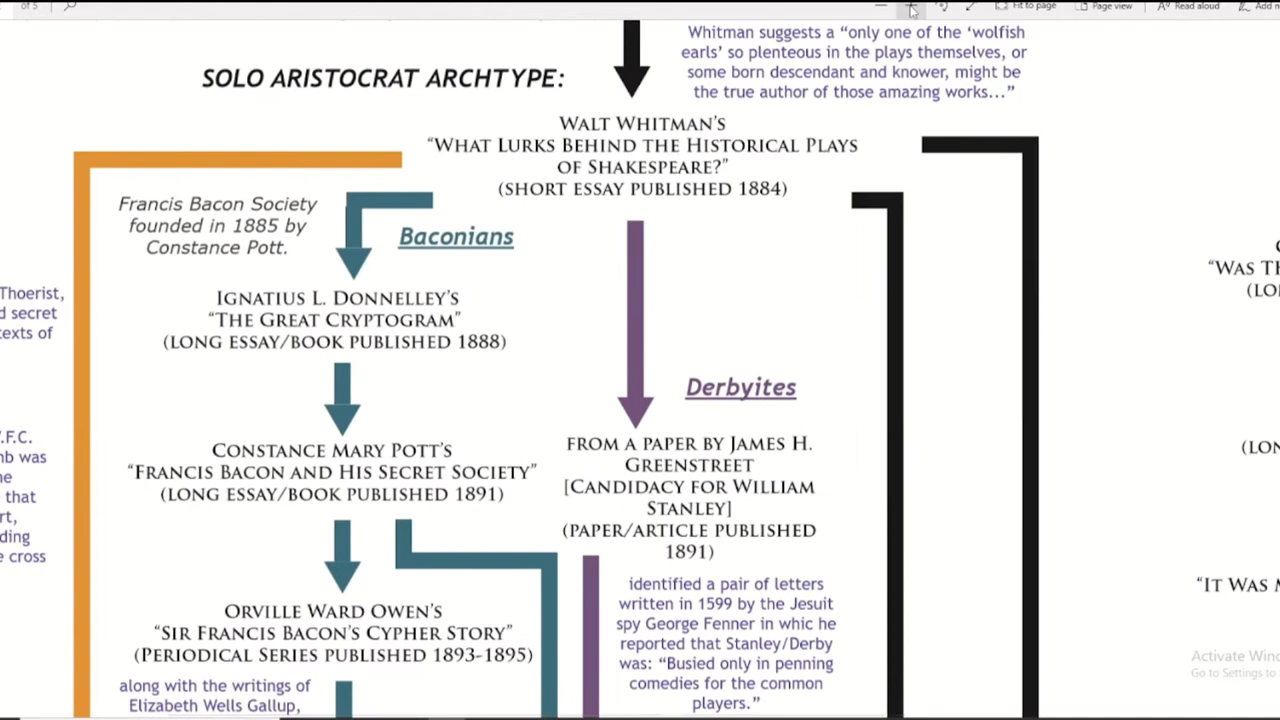 of 5
Fit to page
Page view
Read aloud
Add
Whitman suggests a “only one of the ‘wolfish
earls’ so plenteous in the plays themselves, or
some born descendant and knower, might be
the true author of those amazing works...”
SOLO ARISTOCRAT ARCHTYPE:
WALT WHITMAN’S
“WHAT LURKS BEHIND THE HISTORICAL PLAYS
OF SHAKESPEARE?”
(SHORT ESSAY PUBLISHED 1884)
Francis Bacon Society
founded in 1885 by
Constance Pott.
Baconians
IGNATIUS L. DONNELLEY’S
“THE GREAT CRYPTOGRAM”
(LONG ESSAY/BOOK PUBLISHED 1888)
Thoerist,
secret
texts of
Derbyites
CONSTANCE MARY POTT’S
“FRANCIS BACON AND HIS SECRET SOCIETY”
(LONG ESSAY/BOOK PUBLISHED 1891)
FROM A PAPER BY JAMES H.
GREENSTREET
[CANDIDACY FOR WILLIAM
STANLEY]
(PAPER/ARTICLE PUBLISHED
1891)
was
that
cross
identified a pair of letters
written in 1599 by the Jesuit
spy George Fenner in whic he
reported that Stanley/Derby
was: “Busied only in penning
comedies for the common
players.”
ORVILLE WARD OWEN’S
“SIR FRANCIS BACON’S CYPHER STORY”
(PERIODICAL SERIES PUBLISHED 1893-1895)
along with the writings of
Elizabeth Wells Gallup,
“WAS
“IT WAS
Activate
Go to Settings to